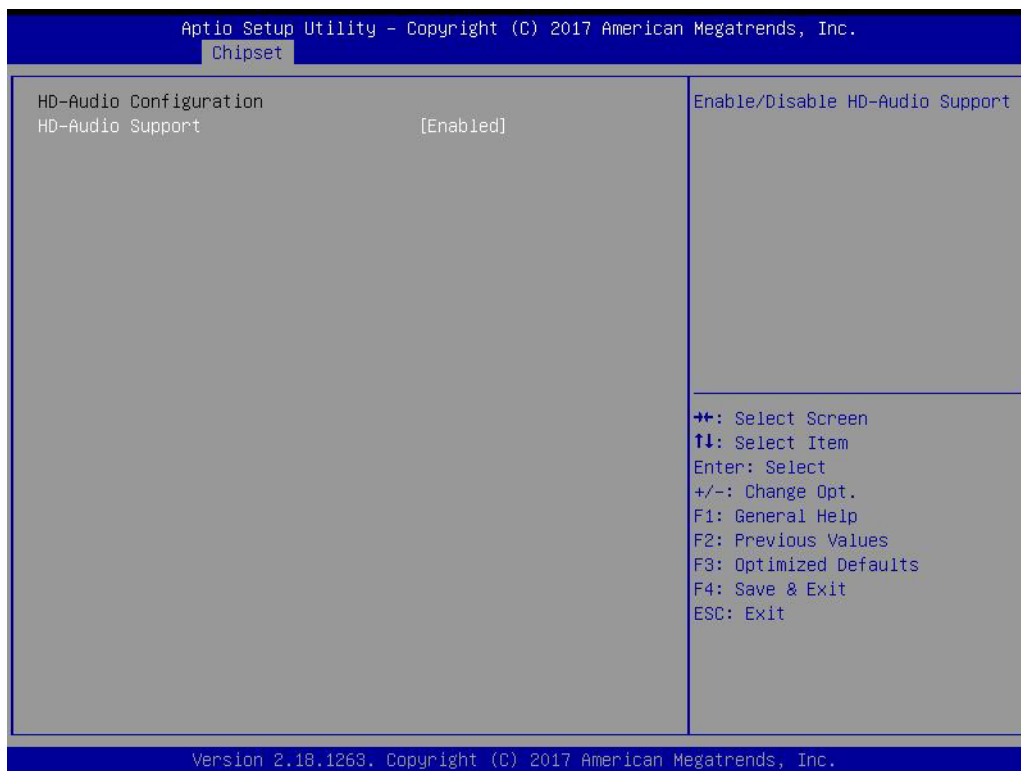 Aptio Setup Utility – Copyright (C) 2017 American Megatrends, Inc.
Chipset
HD-Audio Configuration
HD-Audio Support [Enabled]
Enable/Disable HD-Audio Support
→←: Select Screen
↑↓: Select Item
Enter: Select
+/-: Change Opt.
F1: General Help
F2: Previous Values
F3: Optimized Defaults
F4: Save & Exit
ESC: Exit
Version 2.18.1263. Copyright (C) 2017 American Megatrends, Inc.